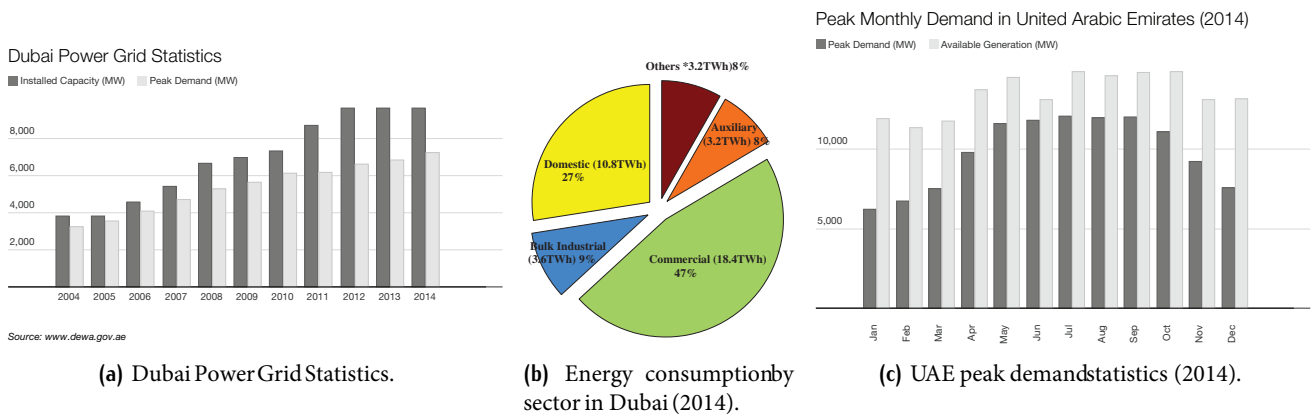 Dubai Power Grid Statistics
Installed Capacity (MW) Peak Demand (MW)
8,000
6,000
4,000
2,000
2004 2005 2006 2007 2008 2009 2010 2011 2012 2013 2014
Source: www.dewa.gov.ae
(a) Dubai Power Grid Statistics.
Others *3.2TWh)8%
Auxiliary
(3.2TWh) 8%
Domestic (10.8TWh)
27%
Bulk Industrial
(3.6TWh) 9%
Commercial (18.4TWh)
47%
(b) Energy consumptionby
sector in Dubai (2014).
Peak Monthly Demand in United Arabic Emirates (2014)
Peak Demand (MW) Available Generation (MW)
10,000
5,000
Jan Feb Mar Apr May Jun Jul Aug Sep Oct Nov Dec
(c) UAE peak demandstatistics (2014).